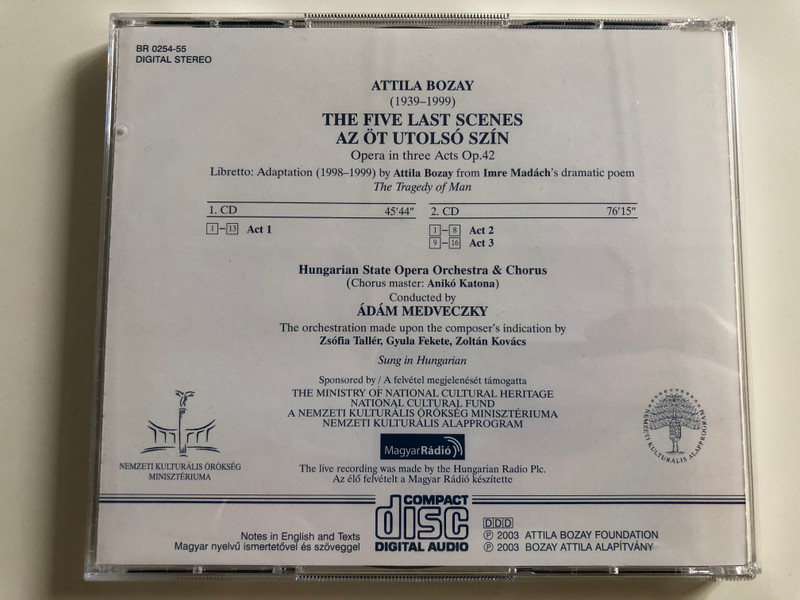 BR 0254-55
DIGITAL STEREO
ATTILA BOZAY
(1939–1999)
THE FIVE LAST SCENES
AZ ÖT UTOLSÓ SZÍN
Opera in three Acts Op.42
Libretto: Adaptation (1998–1999) by Attila Bozay from Imre Madách's dramatic poem
The Tragedy of Man
1. CD 45'44"
1–13 Act 1
2. CD 76'15"
1–8 Act 2
9–16 Act 3
Hungarian State Opera Orchestra & Chorus
(Chorus master: Anikó Katona)
Conducted by
ÁDÁM MEDVECZKY
The orchestration made upon the composer's indication by
Zsófia Tallér, Gyula Fekete, Zoltán Kovács
Sung in Hungarian
Sponsored by / A felvétel megjelenését támogatta
THE MINISTRY OF NATIONAL CULTURAL HERITAGE
NATIONAL CULTURAL FUND
A NEMZETI KULTURÁLIS ÖRÖKSÉG MINISZTÉRIUMA
NEMZETI KULTURÁLIS ALAPPROGRAM
NEMZETI KULTURÁLIS ÖRÖKSÉG
MINISZTÉRIUMA
MagyarRádió
NEMZETI KULTURÁLIS ALAPPROGRAM
The live recording was made by the Hungarian Radio Plc.
Az élő felvételt a Magyar Rádió készítette
Notes in English and Texts
Magyar nyelvű ismertetővel és szöveggel
COMPACT
disc
DIGITAL AUDIO
DDD
℗ 2003 ATTILA BOZAY FOUNDATION
℗ 2003 BOZAY ATTILA ALAPÍTVÁNY